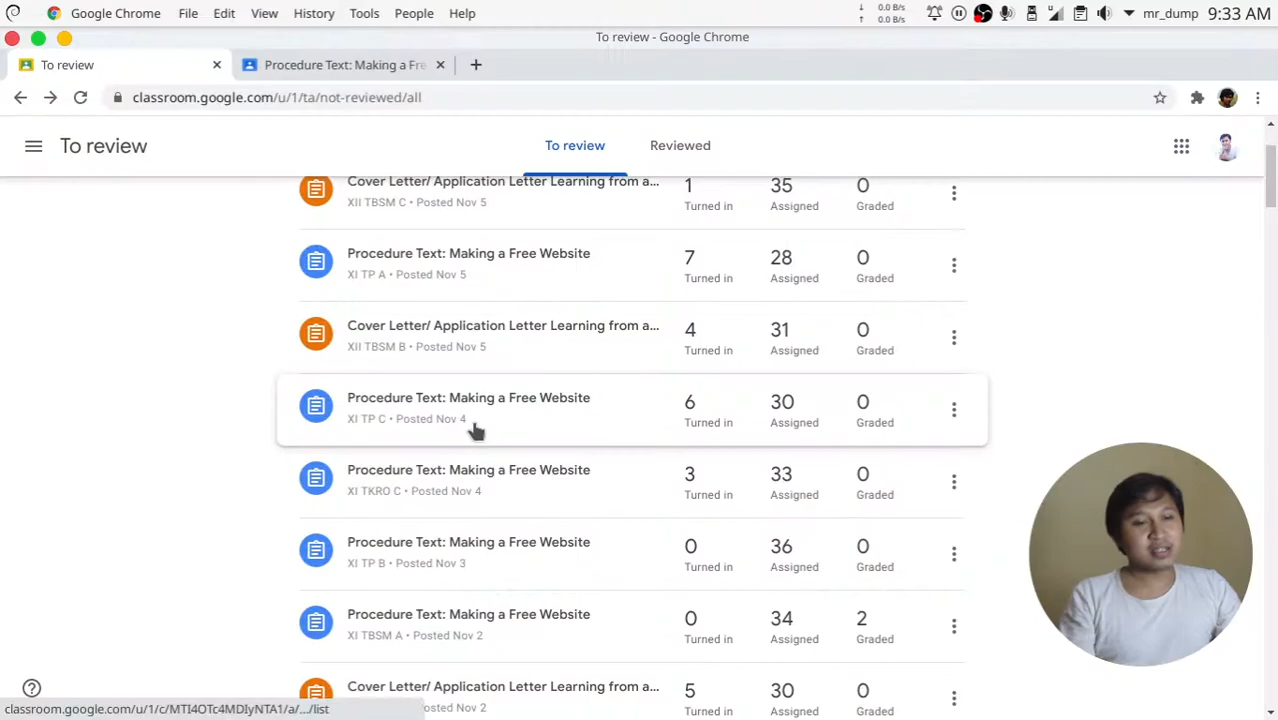 Google Chrome File Edit View History Tools People Help
0.0 B/s
0.0 B/s
mr_dump 9:33 AM
To review - Google Chrome
To review
Procedure Text: Making a Fre
classroom.google.com/u/1/ta/not-reviewed/all
To review
To review Reviewed
Cover Letter/ Application Letter Learning from a... 1 35 0
XII TBSM C • Posted Nov 5 Turned in Assigned Graded
Procedure Text: Making a Free Website 7 28 0
XI TP A • Posted Nov 5 Turned in Assigned Graded
Cover Letter/ Application Letter Learning from a... 4 31 0
XII TBSM B • Posted Nov 5 Turned in Assigned Graded
Procedure Text: Making a Free Website 6 30 0
XI TP C • Posted Nov 4 Turned in Assigned Graded
Procedure Text: Making a Free Website 3 33 0
XI TKRO C • Posted Nov 4 Turned in Assigned Graded
Procedure Text: Making a Free Website 0 36 0
XI TP B • Posted Nov 3 Turned in Assigned Graded
Procedure Text: Making a Free Website 0 34 2
XI TBSM A • Posted Nov 2 Turned in Assigned Graded
Cover Letter/ Application Letter Learning from a... 5 30 0
Posted Nov 2 Turned in Assigned Graded
classroom.google.com/u/1/c/MTI4OTc4MDIyNTA1/a/.../list